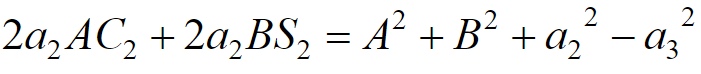 2a₂AC₂ + 2a₂BS₂ = A² + B² + a₂² − a₃²